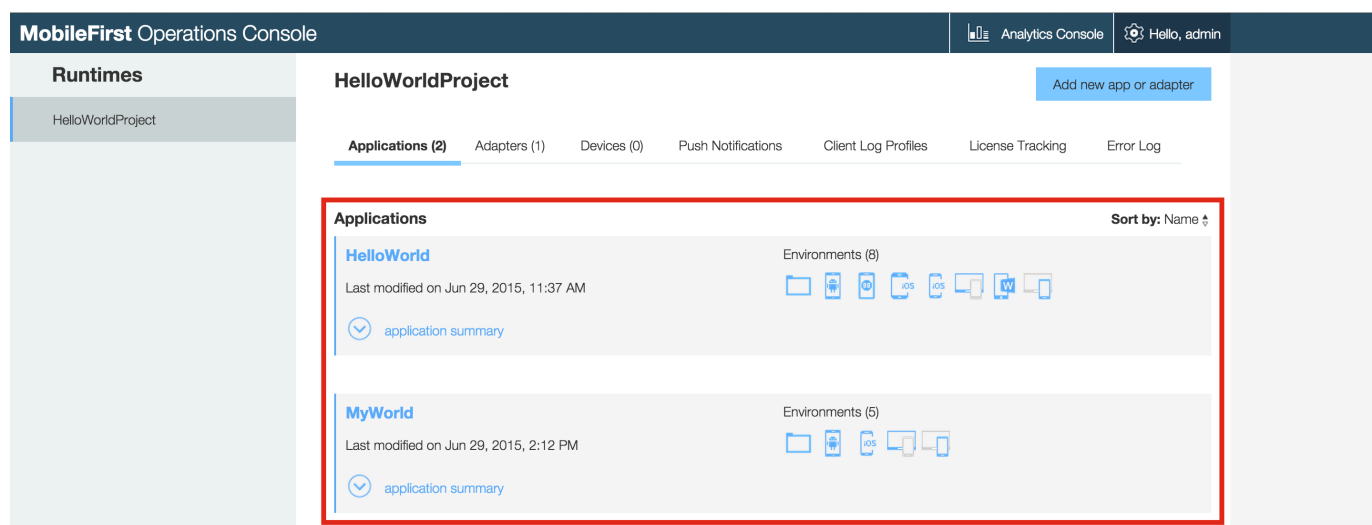 MobileFirst Operations Console
Analytics Console
Hello, admin
Runtimes
HelloWorldProject
HelloWorldProject
Add new app or adapter
Applications (2) Adapters (1) Devices (0) Push Notifications Client Log Profiles License Tracking Error Log
Applications
Sort by: Name
HelloWorld
Last modified on Jun 29, 2015, 11:37 AM
application summary
Environments (8)
iOS iOS W
MyWorld
Last modified on Jun 29, 2015, 2:12 PM
application summary
Environments (5)
iOS